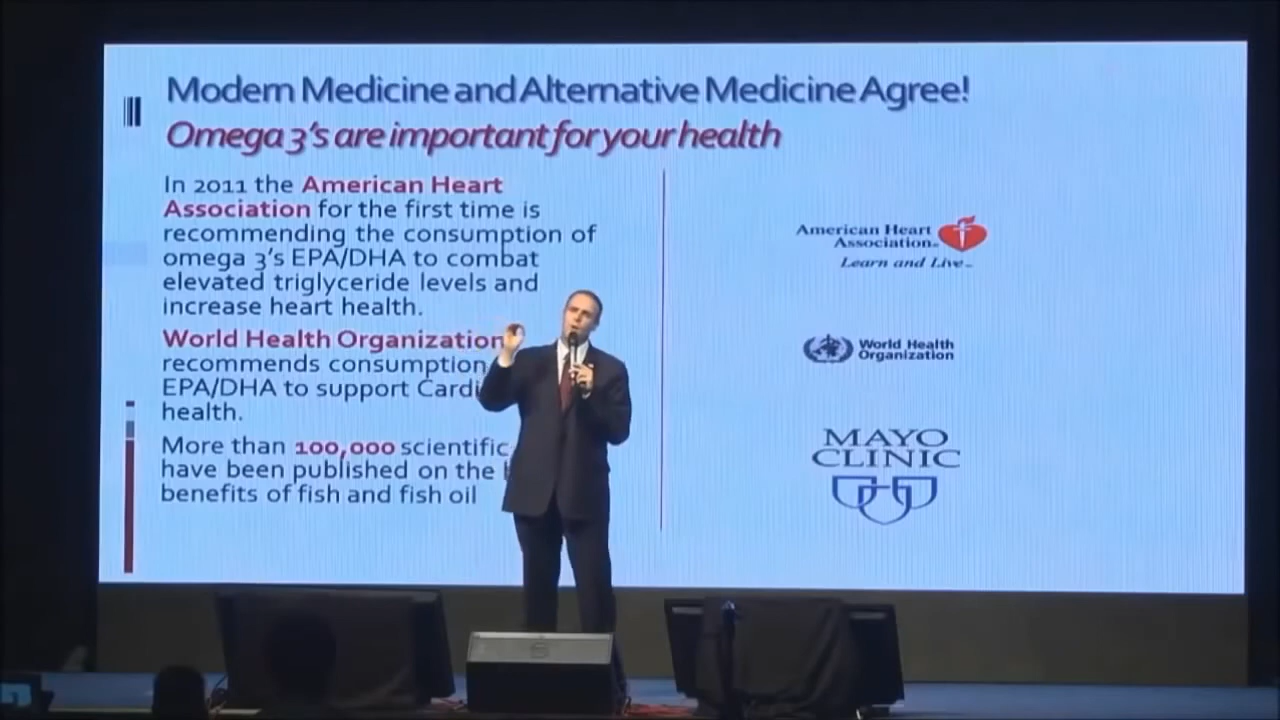 Modern Medicine and Alternative Medicine Agree!
Omega 3's are important for your health
In 2011 the American Heart
Association for the first time is
recommending the consumption of
omega 3's EPA/DHA to combat
elevated triglyceride levels and
increase heart health.
World Health Organization
recommends consumption
EPA/DHA to support
health.
More than 100,000 scientific
have been published on the
benefits of fish and fish oil
American Heart
Association
Learn and Live
World Health
Organization
MAYO
CLINIC